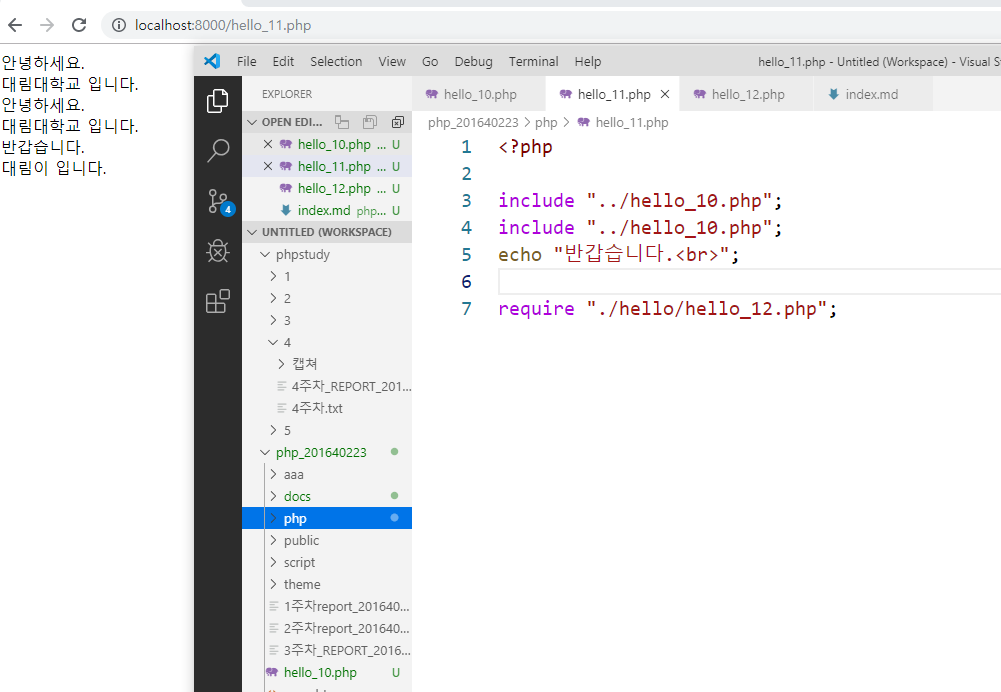 localhost:8000/hello_11.php
안녕하세요.
대림대학교 입니다.
안녕하세요.
대림대학교 입니다.
반갑습니다.
대림이 입니다.
File Edit Selection View Go Debug Terminal Help
hello_11.php - Untitled (Workspace) - Visual S
EXPLORER
OPEN EDI...
hello_10.php ... U
hello_11.php ... U
hello_12.php ... U
index.md php... U
UNTITLED (WORKSPACE)
phpstudy
1
2
3
4
캡쳐
4주차_REPORT_201...
4주차.txt
5
php_201640223
aaa
docs
php
public
script
theme
1주차report_201640...
2주차report_201640...
3주차_REPORT_2016...
hello_10.php U
4
hello_10.php hello_11.php hello_12.php index.md
php_201640223 > php > hello_11.php
1 <?php
2
3 include "../hello_10.php";
4 include "../hello_10.php";
5 echo "반갑습니다.<br>";
6
7 require "./hello/hello_12.php";